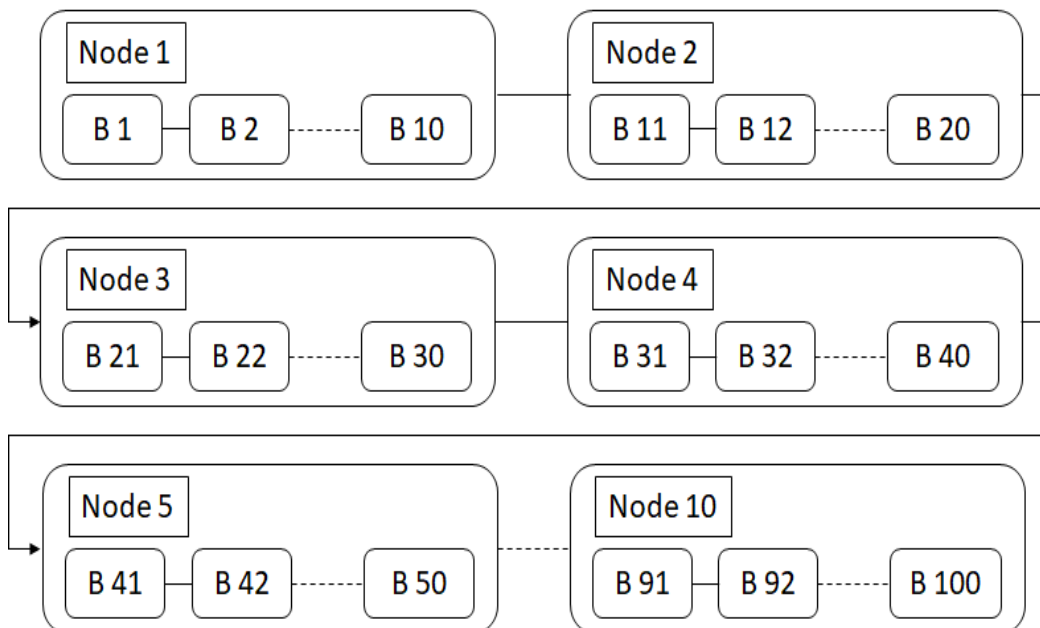 Node 1
B 1 B 2 B 10
Node 2
B 11 B 12 B 20
Node 3
B 21 B 22 B 30
Node 4
B 31 B 32 B 40
Node 5
B 41 B 42 B 50
Node 10
B 91 B 92 B 100